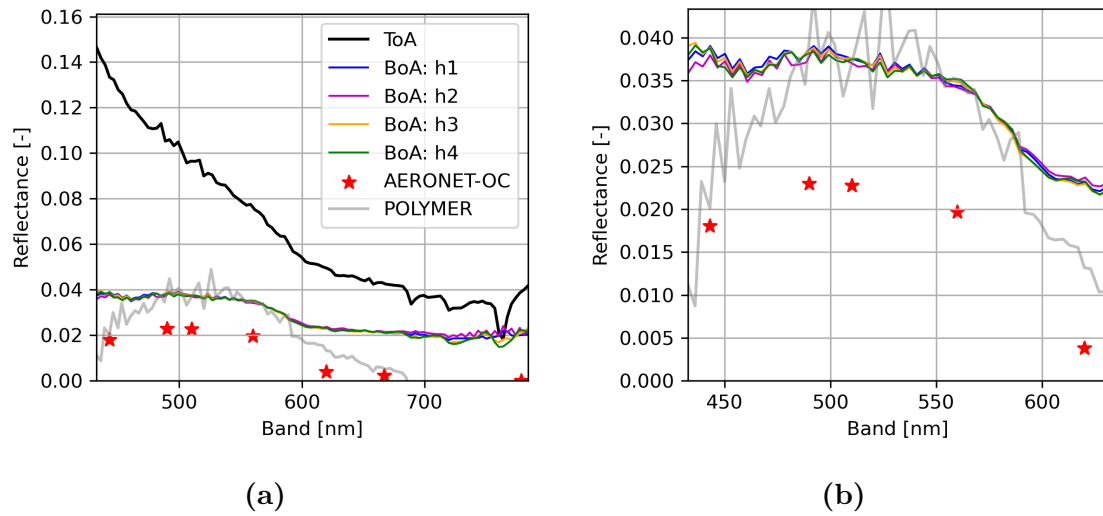 0.16
0.14
0.12
0.10
0.08
0.06
0.04
0.02
0.00
Reflectance [-]
500
600
700
Band [nm]
ToA
BoA: h1
BoA: h2
BoA: h3
BoA: h4
AERONET-OC
POLYMER
(a)
0.040
0.035
0.030
0.025
0.020
0.015
0.010
0.005
0.000
Reflectance [-]
450
500
550
600
Band [nm]
(b)